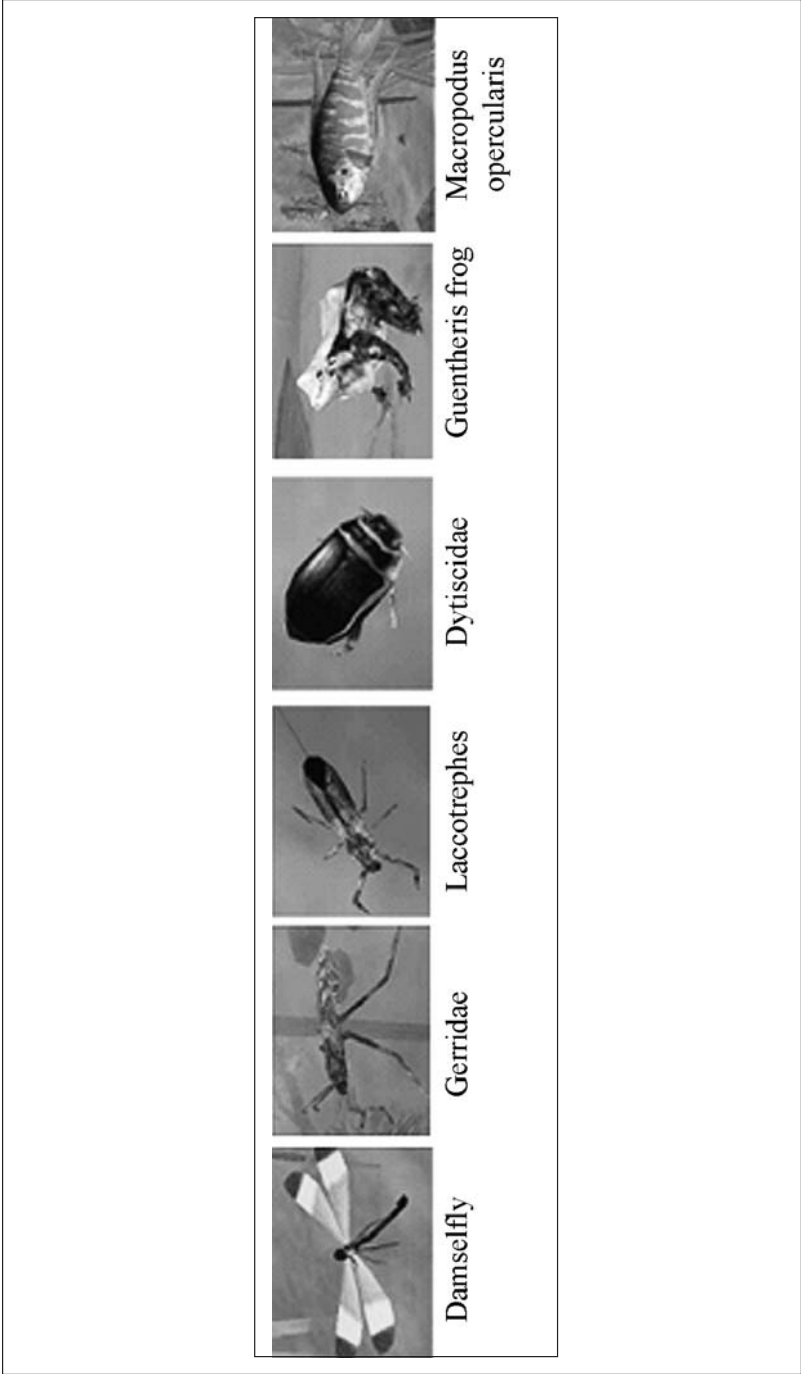 Damselfly
Gerridae
Laccotrephes
Dytiscidae
Guentheris frog
Macropodus
opercularis